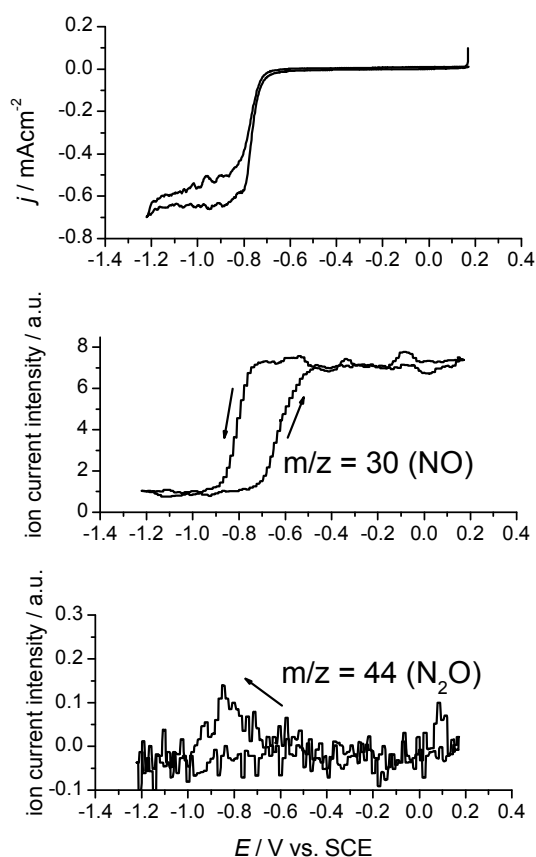 0.2
0.0
-0.2
-0.4
-0.6
-0.8
j / mAcm⁻²
-1.4 -1.2 -1.0 -0.8 -0.6 -0.4 -0.2 0.0 0.2 0.4
8
6
4
2
0
ion current intensity / a.u.
m/z = 30 (NO)
-1.4 -1.2 -1.0 -0.8 -0.6 -0.4 -0.2 0.0 0.2 0.4
0.3
0.2
0.1
0.0
-0.1
ion current intensity / a.u.
m/z = 44 (N₂O)
-1.4 -1.2 -1.0 -0.8 -0.6 -0.4 -0.2 0.0 0.2 0.4
E / V vs. SCE